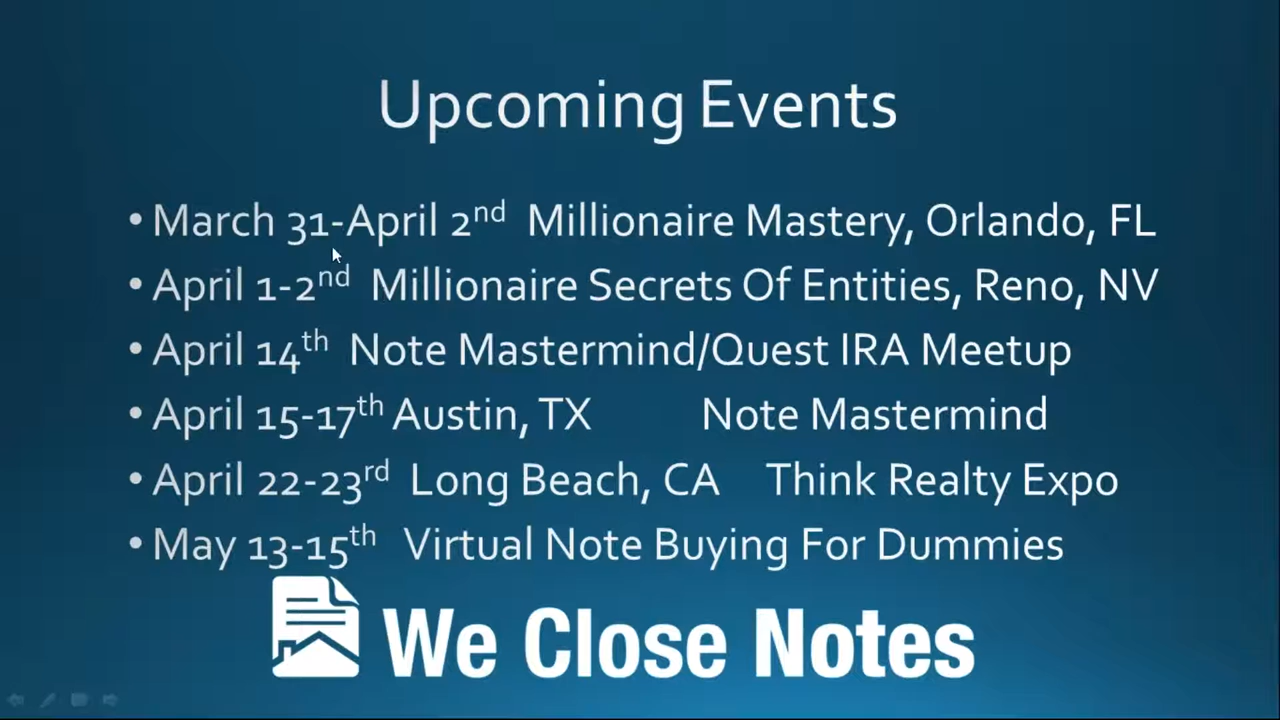 Upcoming Events
• March 31-April 2nd Millionaire Mastery, Orlando, FL
• April 1-2nd Millionaire Secrets Of Entities, Reno, NV
• April 14th Note Mastermind/Quest IRA Meetup
• April 15-17th Austin, TX Note Mastermind
• April 22-23rd Long Beach, CA Think Realty Expo
• May 13-15th Virtual Note Buying For Dummies
We Close Notes